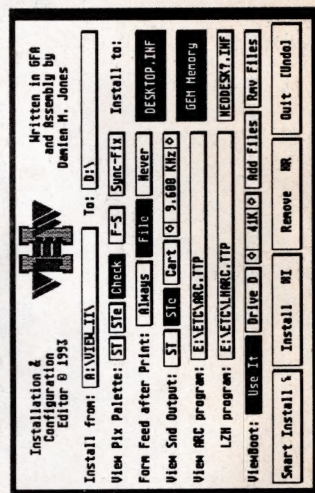 Installation &
Configuration
Editor © 1993
VIEW
II
Written in GFA
and Assembly by
Damien M. Jones
Install from: A:\VIEW_II\ To: D:\
View Pix Palette: ST STe Check F-S Sync-Fix Install to:
Form Feed after Print: Always File Never DESKTOP.INF
View Snd Output: ST STe Cart 9.680 KHz
View ARC program: E:\ETC\ARC.TTP GEM Memory
LZH program: E:\ETC\LHARC.TTP NEODESK?.INF
ViewBoot: Use It Drive D 41K Add Files Rmv Files
Smart Install Install Remove Quit [Undo]